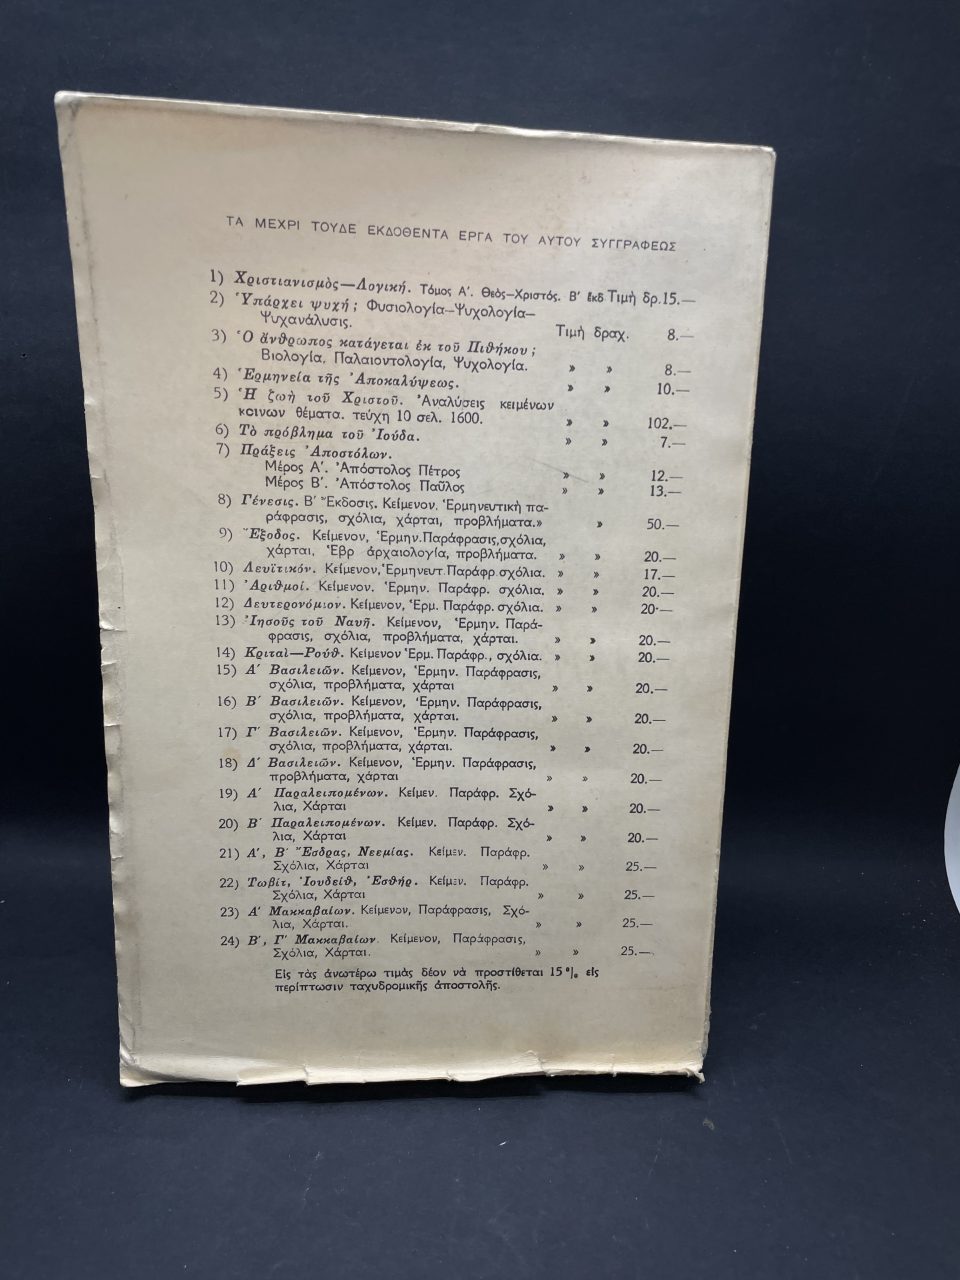 ΤΑ ΜΕΧΡΙ ΤΟΥΔΕ ΕΚΔΟΘΕΝΤΑ ΕΡΓΑ ΤΟΥ ΑΥΤΟΥ ΣΥΓΓΡΑΦΕΩΣ
1) Χριστιανισμὸς—Λογική. Τόμος Α΄. Θεὸς—Χριστός. Β΄ ἔκδ Τιμὴ δρ.15.—
2) Ὑπάρχει ψυχή; Φυσιολογία—Ψυχολογία—
Ψυχανάλυσις. Τιμὴ δραχ. 8.—
3) Ὁ ἄνθρωπος κατάγεται ἐκ τοῦ Πιθήκου;
Βιολογία, Παλαιοντολογία, Ψυχολογία. » » 8.—
4) Ἑρμηνεία τῆς Ἀποκαλύψεως. » » 10.—
5) Ἡ ζωὴ τοῦ Χριστοῦ. Ἀναλύσεις κειμένων
κοινων θέματα. τεύχη 10 σελ. 1600. » » 102.—
6) Τὸ πρόβλημα τοῦ Ἰούδα. » » 7.—
7) Πράξεις Ἀποστόλων.
Μέρος Α΄. Ἀπόστολος Πέτρος » » 12.—
Μέρος Β΄. Ἀπόστολος Παῦλος » » 13.—
8) Γένεσις. Β΄ Ἔκδοσις. Κείμενον, Ἑρμηνευτικὴ πα-
ράφρασις, σχόλια, χάρται, προβλήματα.» » 50.—
9) Ἔξοδος. Κείμενον, Ἑρμην.Παράφρασις,σχόλια,
χάρται, Ἑβρ ἀρχαιολογία, προβλήματα. » » 20.—
10) Λευϊτικόν. Κείμενον,Ἑρμηνευτ.Παράφρ.σχόλια. » » 17.—
11) Ἀριθμοί. Κείμενον. Ἑρμην. Παράφρ. σχόλια. » » 20.—
12) Δευτερονόμιον. Κείμενον, Ἑρμ. Παράφρ. σχόλια. » » 20·—
13) Ἰησοῦς τοῦ Ναυῆ. Κείμενον, Ἑρμην. Παρά-
φρασις, σχόλια, προβλήματα, χάρται. » » 20.—
14) Κριταὶ—Ρούθ. Κείμενον Ἑρμ. Παράφρ., σχόλια. » » 20.—
15) Α΄ Βασιλειῶν. Κείμενον, Ἑρμην. Παράφρασις,
σχόλια, προβλήματα, χάρται » » 20.—
16) Β΄ Βασιλειῶν. Κείμενον, Ἑρμην. Παράφρασις,
σχόλια, προβλήματα, χάρται. » » 20.—
17) Γ΄ Βασιλειῶν. Κείμενον, Ἑρμην. Παράφρασις,
σχόλια, προβλήματα, χάρται. » » 20.—
18) Δ΄ Βασιλειῶν. Κείμενον, Ἑρμην. Παράφρασις,
προβλήματα, χάρται » » 20.—
19) Α΄ Παραλειπομένων. Κείμεν. Παράφρ. Σχό-
λια, Χάρται » » 20.—
20) Β΄ Παραλειπομένων. Κείμεν. Παράφρ. Σχό-
λια, Χάρται » » 20.—
21) Α΄, Β΄ Ἔσδρας, Νεεμίας. Κείμεν. Παράφρ.
Σχόλια, Χάρται » » 25.—
22) Τωβίτ, Ἰουδείθ, Ἐσθήρ. Κείμεν. Παράφρ.
Σχόλια, Χάρται » » 25.—
23) Α΄ Μακκαβαίων. Κείμενον, Παράφρασις, Σχό-
λια, Χάρται. » » 25.—
24) Β΄, Γ΄ Μακκαβαίων. Κείμενον, Παράφρασις,
Σχόλια, Χάρται. » » 25.—
Εἰς τὰς ἀνωτέρω τιμὰς δέον νὰ προστίθεται 15 % εἰς
περίπτωσιν ταχυδρομικῆς ἀποστολῆς.